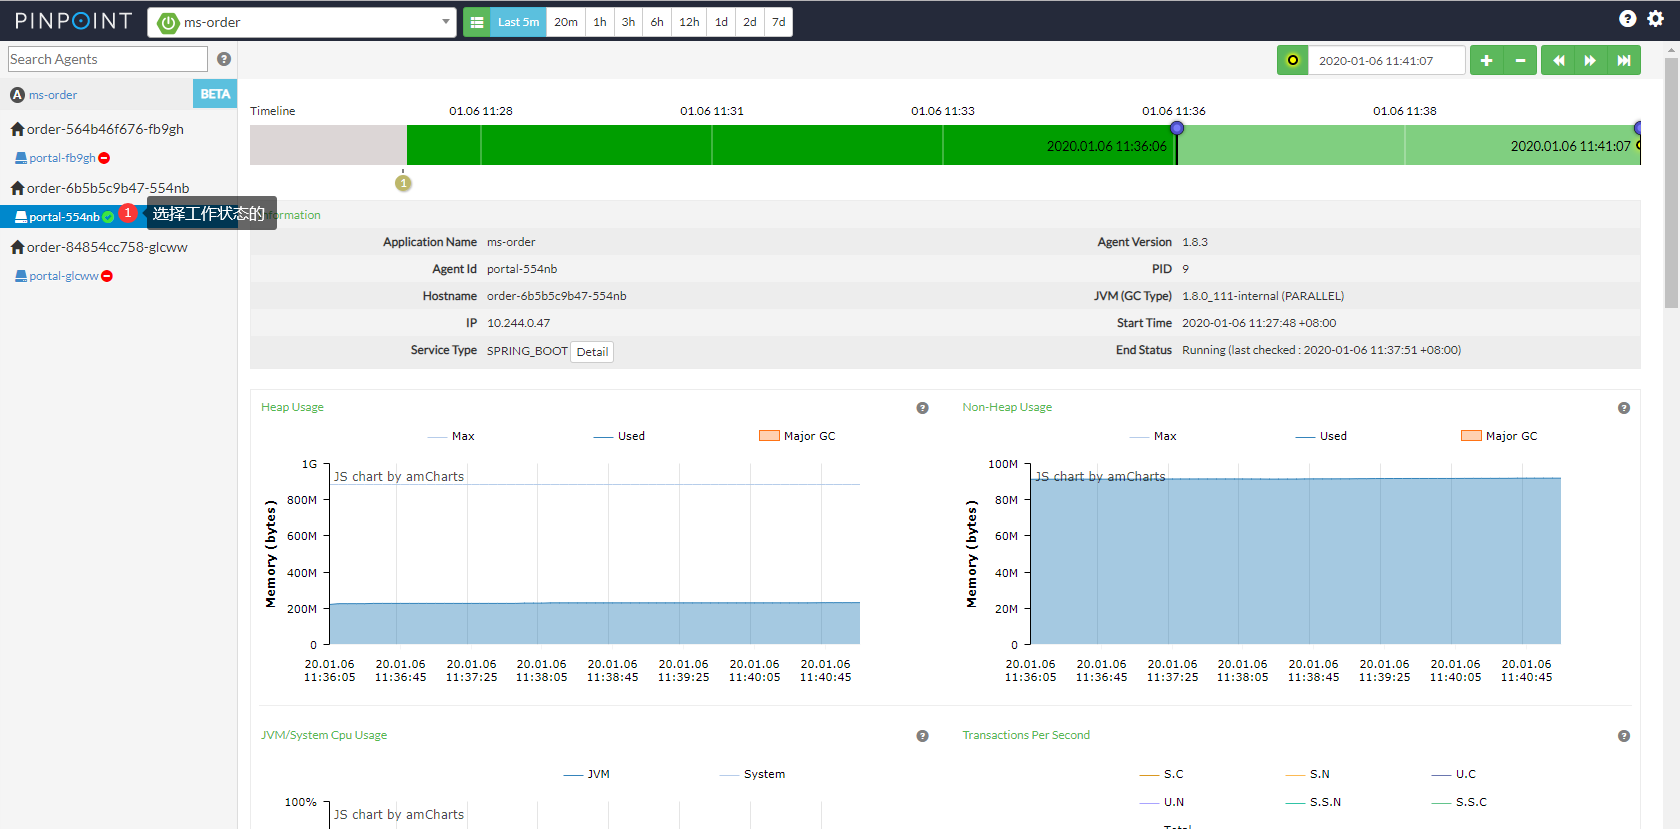 PINPOINT
ms-order
Last 5m 20m 1h 3h 6h 12h 1d 2d 7d
Search Agents
2020-01-06 11:41:07
A ms-order BETA
order-564b46f676-fb9gh
portal-fb9gh
order-6b5b5c9b47-554nb
portal-554nb 1 选择工作状态的
order-84854cc758-glcww
portal-glcww
Timeline 01.06 11:28 01.06 11:31 01.06 11:33 01.06 11:36 01.06 11:38
2020.01.06 11:36:06 2020.01.06 11:41:07
1
nformation
Application Name ms-order Agent Version 1.8.3
Agent Id portal-554nb PID 9
Hostname order-6b5b5c9b47-554nb JVM (GC Type) 1.8.0_111-internal (PARALLEL)
IP 10.244.0.47 Start Time 2020-01-06 11:27:48 +08:00
Service Type SPRING_BOOT Detail End Status Running (last checked : 2020-01-06 11:37:51 +08:00)
Heap Usage
Max Used Major GC
JS chart by amCharts
Memory (bytes)
1G
800M
600M
400M
200M
0
20.01.06 20.01.06 20.01.06 20.01.06 20.01.06 20.01.06 20.01.06 20.01.06
11:36:05 11:36:45 11:37:25 11:38:05 11:38:45 11:39:25 11:40:05 11:40:45
Non-Heap Usage
Max Used Major GC
JS chart by amCharts
Memory (bytes)
100M
80M
60M
40M
20M
0
20.01.06 20.01.06 20.01.06 20.01.06 20.01.06 20.01.06 20.01.06 20.01.06
11:36:05 11:36:45 11:37:25 11:38:05 11:38:45 11:39:25 11:40:05 11:40:45
JVM/System Cpu Usage
JVM System
100%
JS chart by amCharts
Transactions Per Second
S.C S.N U.C
U.N S.S.N S.S.C
Total